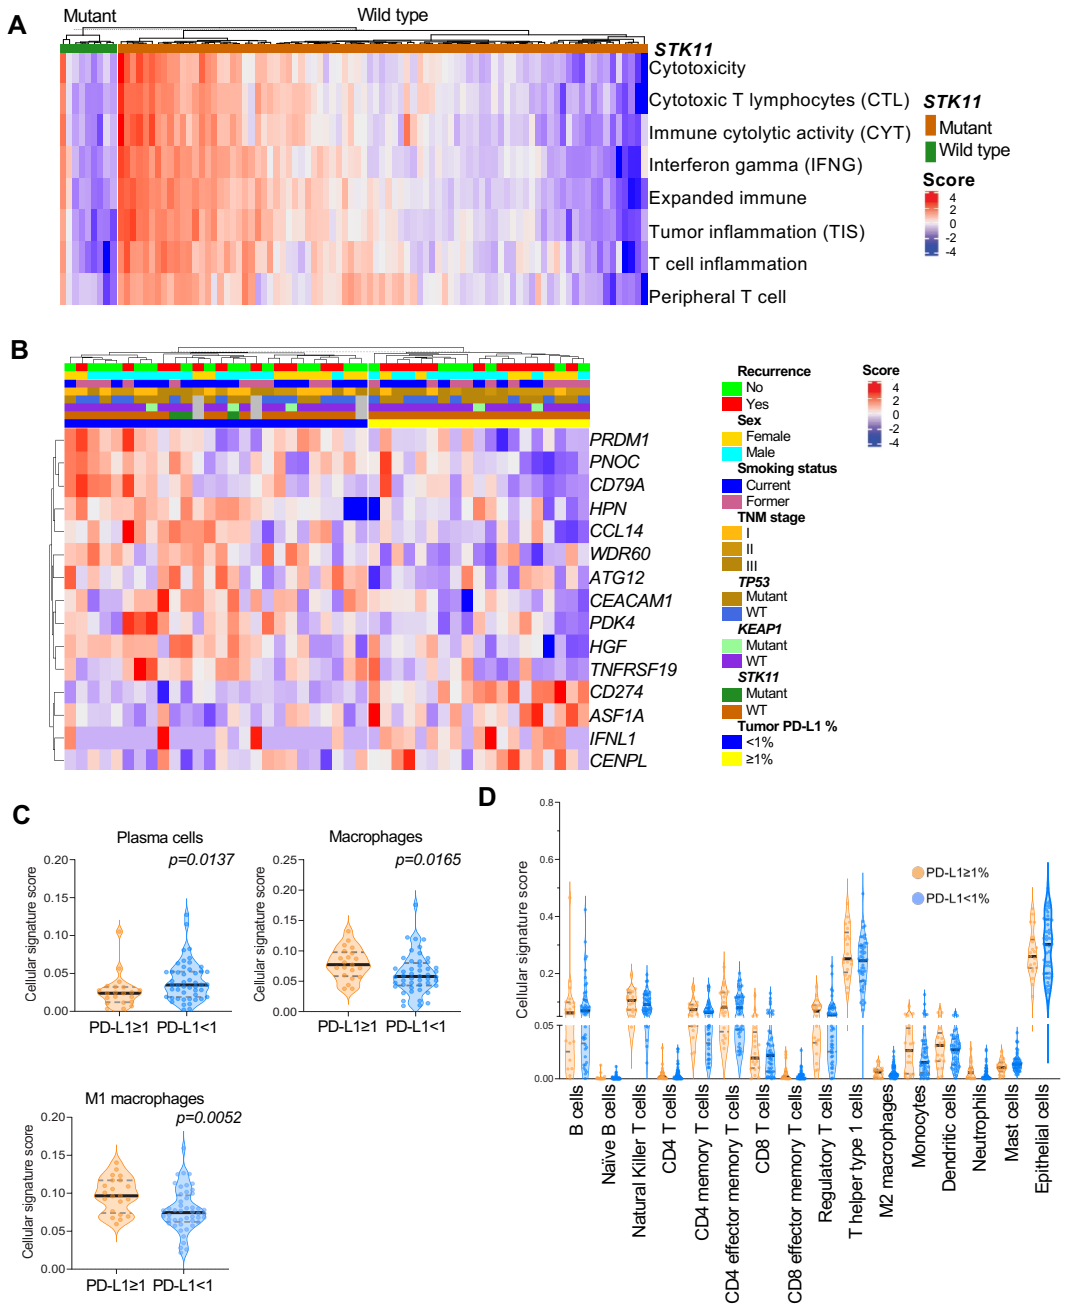 A
Mutant
Wild type
STK11
Cytotoxicity
Cytotoxic T lymphocytes (CTL)
Immune cytolytic activity (CYT)
Interferon gamma (IFNG)
Expanded immune
Tumor inflammation (TIS)
T cell inflammation
Peripheral T cell
STK11
Mutant
Wild type
Score
4
2
0
-2
-4
B
PRDM1
PNOC
CD79A
HPN
CCL14
WDR60
ATG12
CEACAM1
PDK4
HGF
TNFRSF19
CD274
ASF1A
IFNL1
CENPL
Recurrence
No
Yes
Sex
Female
Male
Smoking status
Current
Former
TNM stage
I
II
III
TP53
Mutant
WT
KEAP1
Mutant
WT
STK11
Mutant
WT
Tumor PD-L1 %
<1%
≥1%
Score
4
2
0
-2
-4
C
Plasma cells
p=0.0137
Cellular signature score
0.20
0.15
0.10
0.05
0.00
PD-L1≥1 PD-L1<1
Macrophages
p=0.0165
Cellular signature score
0.25
0.20
0.15
0.10
0.05
0.00
PD-L1≥1 PD-L1<1
M1 macrophages
p=0.0052
Cellular signature score
0.20
0.15
0.10
0.05
0.00
PD-L1≥1 PD-L1<1
D
Cellular signature score
0.8
0.6
0.4
0.2
0.05
0.00
PD-L1≥1%
PD-L1<1%
B cells
Naïve B cells
Natural Killer T cells
CD4 T cells
CD4 memory T cells
CD4 effector memory T cells
CD8 T cells
CD8 effector memory T cells
Regulatory T cells
T helper type 1 cells
M2 macrophages
Monocytes
Dendritic cells
Neutrophils
Mast cells
Epithelial cells